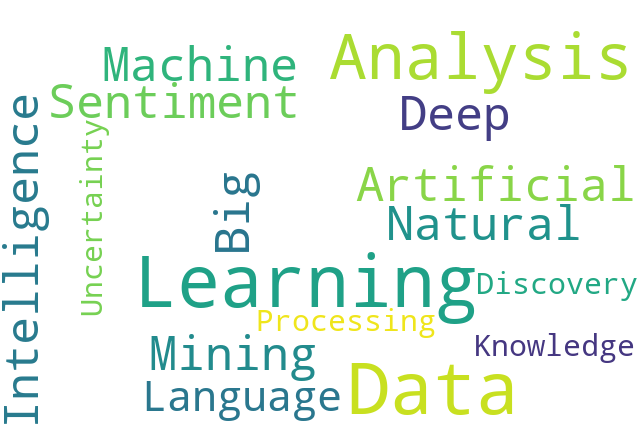 Analysis
Machine
Sentiment
Deep
Intelligence
Uncertainty
Big
Artificial
Natural
Learning
Discovery
Processing
Mining
Knowledge
Language
Data